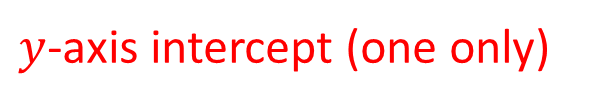 y-axis intercept (one only)